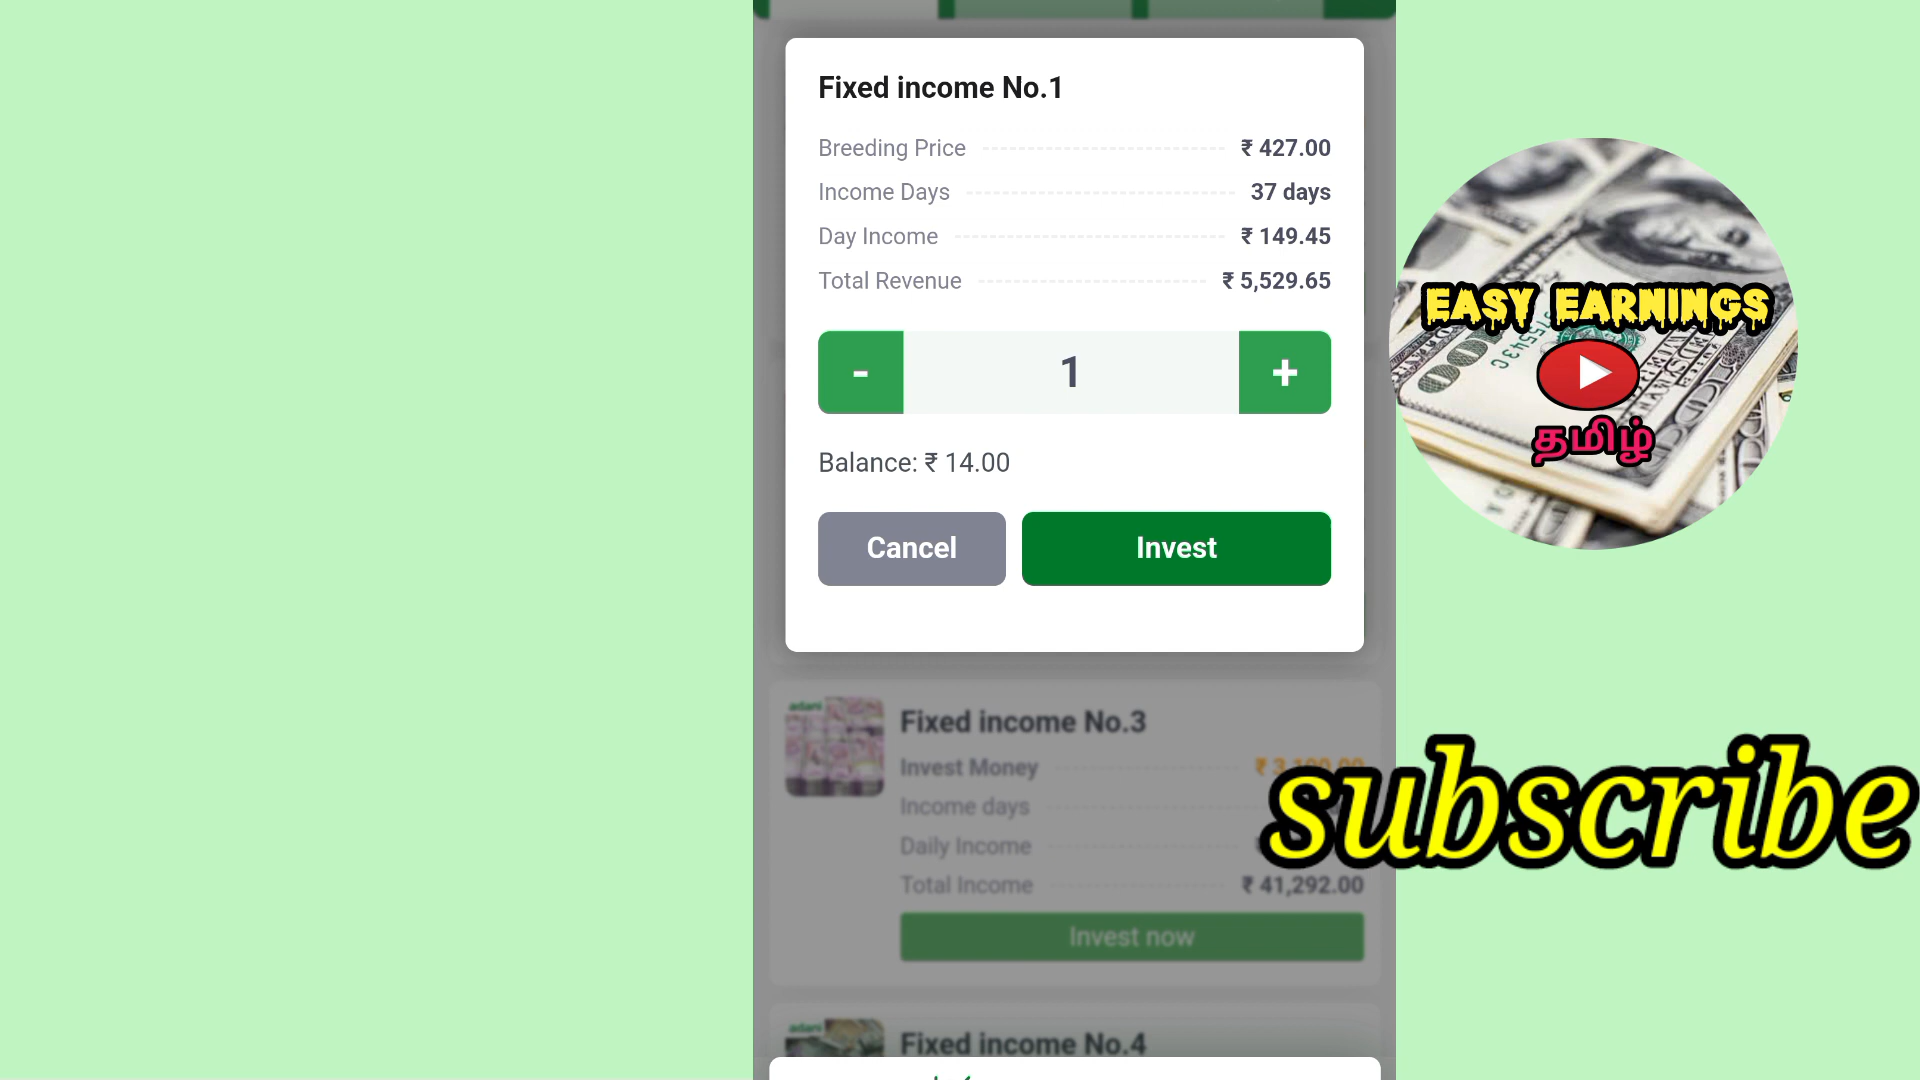 Fixed income No.1
Breeding Price ₹ 427.00
Income Days 37 days
Day Income ₹ 149.45
Total Revenue ₹ 5,529.65
- 1 +
Balance: ₹ 14.00
Cancel Invest
EASY EARNINGS
தமிழ்
adani
Fixed income No.3
Invest Money
Income days
Daily Income
Total Income ₹ 41,292.00
Invest now
subscribe
adani
Fixed income No.4